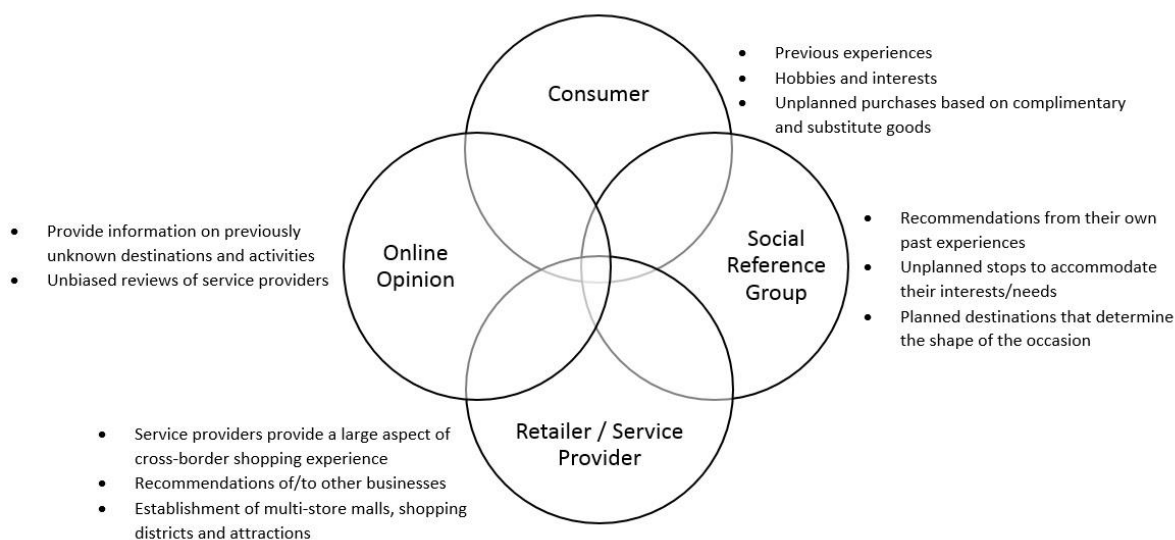 Consumer
• Previous experiences
• Hobbies and interests
• Unplanned purchases based on complimentary
and substitute goods
Online
Opinion
• Provide information on previously
unknown destinations and activities
• Unbiased reviews of service providers
Social
Reference
Group
• Recommendations from their own
past experiences
• Unplanned stops to accommodate
their interests/needs
• Planned destinations that determine
the shape of the occasion
Retailer / Service
Provider
• Service providers provide a large aspect of
cross-border shopping experience
• Recommendations of/to other businesses
• Establishment of multi-store malls, shopping
districts and attractions